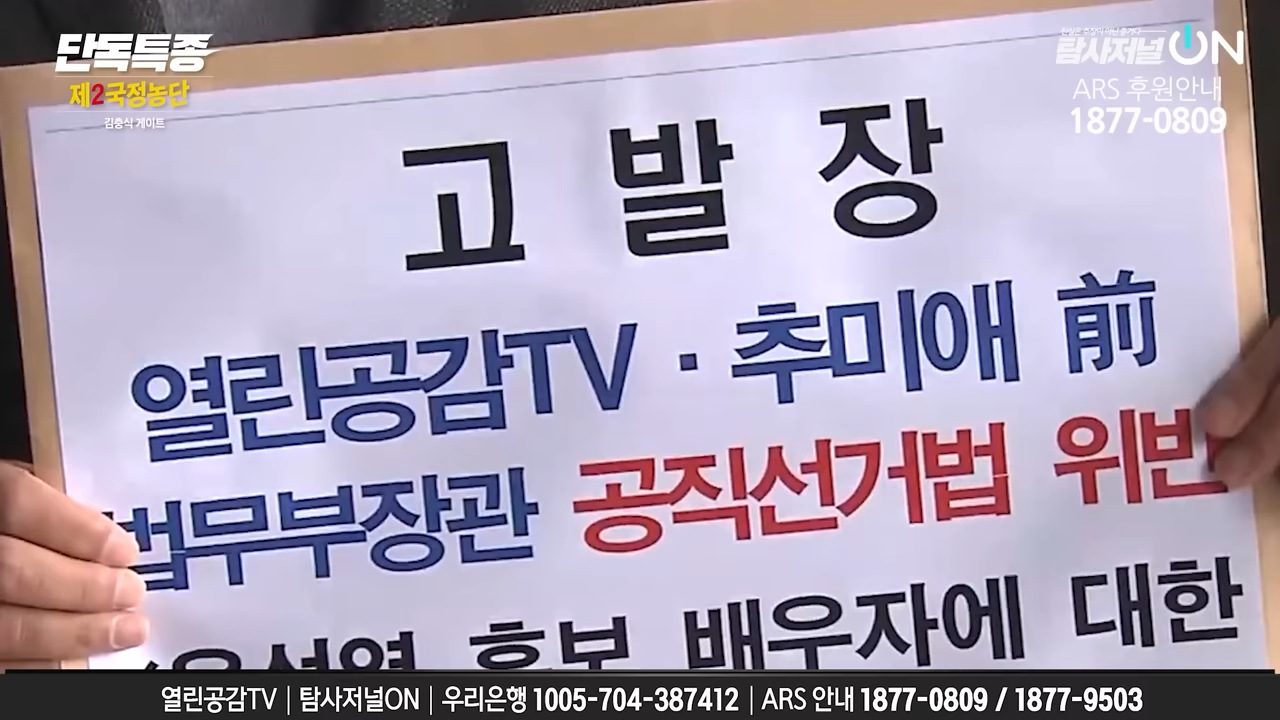 단독특종
제2국정농단
김충식 게이트
탐사저널 ON
ARS 후원안내
1877-0809
고 발 장
열린공감TV · 추미애 前
법무부장관 공직선거법 위반
윤석열 후보 배우자에 대한
열린공감TV | 탐사저널ON | 우리은행 1005-704-387412 | ARS 안내 1877-0809 / 1877-9503